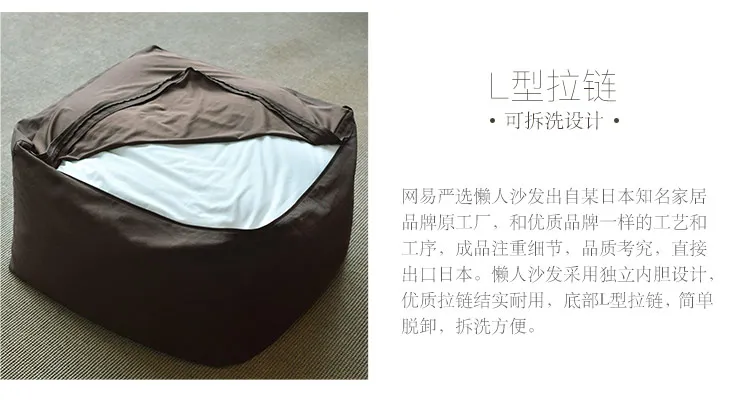 L型拉链
• 可拆洗设计 •
网易严选懒人沙发出自某日本知名家居
品牌原工厂，和优质品牌一样的工艺和
工序，成品注重细节，品质考究，直接
出口日本。懒人沙发采用独立内胆设计，
优质拉链结实耐用，底部L型拉链，简单
脱卸，拆洗方便。